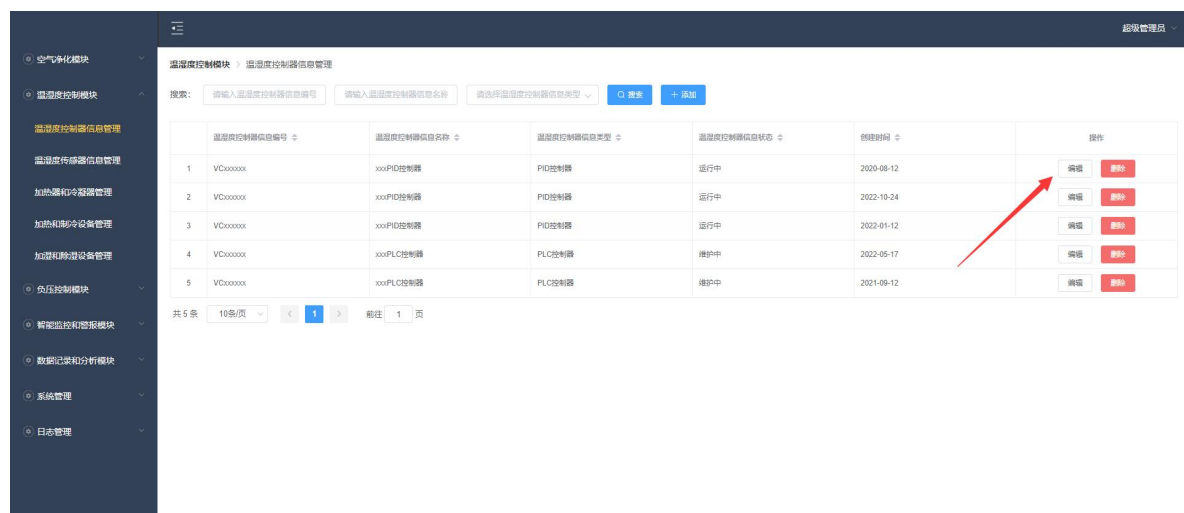 超级管理员
空气净化模块
温湿度控制模块
温湿度控制器信息管理
温湿度传感器信息管理
加热器和冷凝器管理
加热和制冷设备管理
加湿和除湿设备管理
负压控制模块
智能监控和警报模块
数据记录和分析模块
系统管理
日志管理
温湿度控制模块 > 温湿度控制器信息管理
搜索: 请输入温湿度控制器信息编号 请输入温湿度控制器信息名称 请选择温湿度控制器信息类型 搜索 + 添加
温湿度控制器信息编号 温湿度控制器信息名称 温湿度控制器信息类型 温湿度控制器信息状态 创建时间 操作
1 VCxxxxxx xxxPID控制器 PID控制器 运行中 2020-08-12 编辑 删除
2 VCxxxxxx xxxPID控制器 PID控制器 运行中 2022-10-24 编辑 删除
3 VCxxxxxx xxxPID控制器 PID控制器 运行中 2022-01-12 编辑 删除
4 VCxxxxxx xxxPLC控制器 PLC控制器 维护中 2022-05-17 编辑 删除
5 VCxxxxxx xxxPLC控制器 PLC控制器 维护中 2021-09-12 编辑 删除
共 5 条 10条/页 < 1 > 前往 1 页